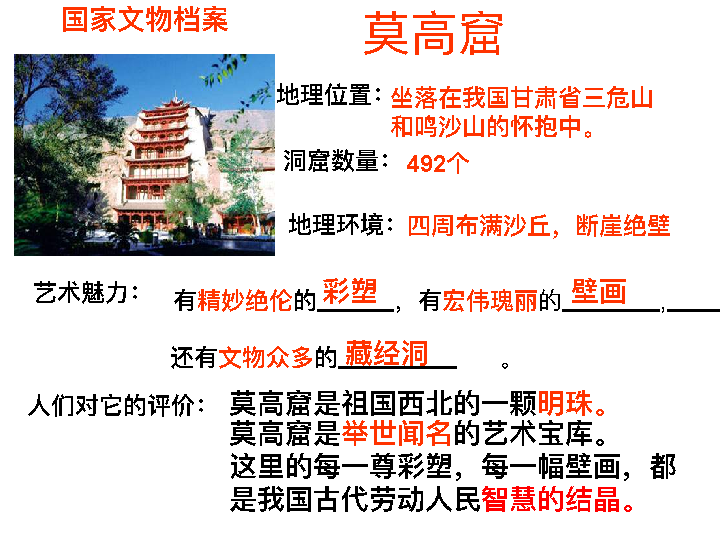 国家文物档案
莫高窟
地理位置：坐落在我国甘肃省三危山
和鸣沙山的怀抱中。
洞窟数量： 492个
地理环境：四周布满沙丘，断崖绝壁
艺术魅力： 有精妙绝伦的彩塑，有宏伟瑰丽的壁画，
还有文物众多的藏经洞。
人们对它的评价： 莫高窟是祖国西北的一颗明珠。
莫高窟是举世闻名的艺术宝库。
这里的每一尊彩塑，每一幅壁画，都
是我国古代劳动人民智慧的结晶。